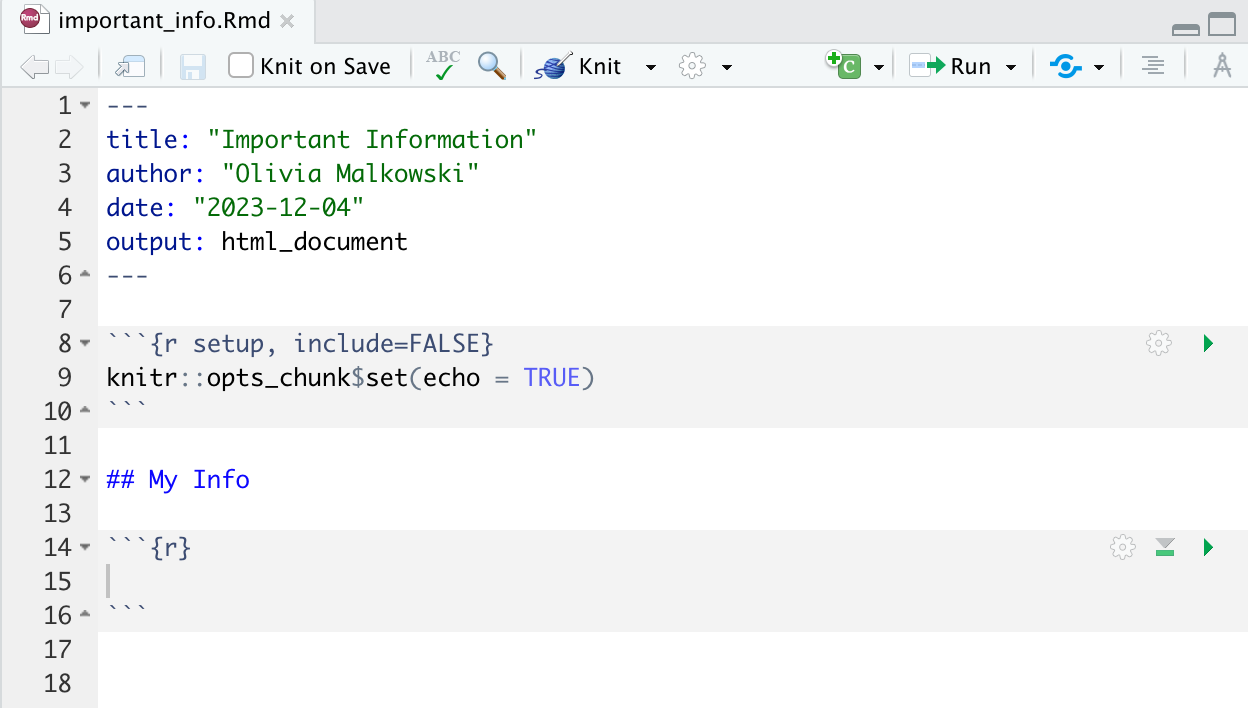 important_info.Rmd
Knit on Save ABC Knit C Run
1 ---
2 title: "Important Information"
3 author: "Olivia Malkowski"
4 date: "2023-12-04"
5 output: html_document
6 ---
7
8 ```{r setup, include=FALSE}
9 knitr::opts_chunk$set(echo = TRUE)
10 ```
11
12 ## My Info
13
14 ```{r}
15
16 ```
17
18